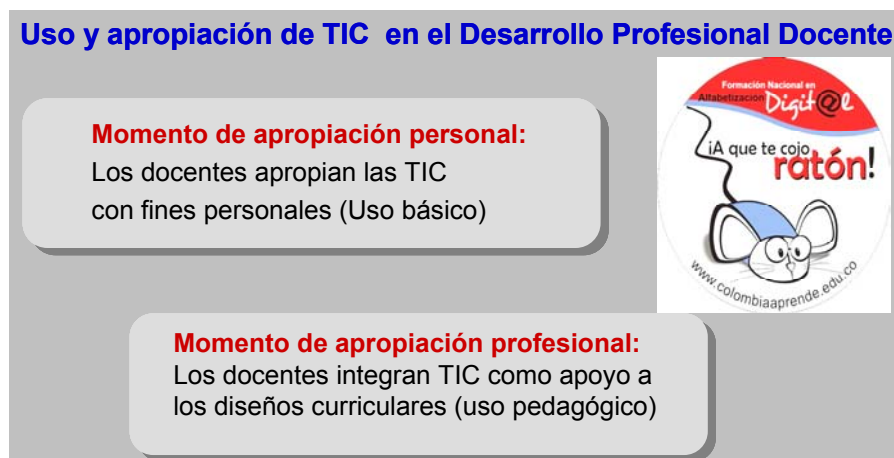 Uso y apropiación de TIC en el Desarrollo Profesional Docente
Momento de apropiación personal:
Los docentes apropian las TIC
con fines personales (Uso básico)
Formación Nacional en
Alfabetización Digit@l
¡A que te cojo
ratón!
www.colombiaaprende.edu.co
Momento de apropiación profesional:
Los docentes integran TIC como apoyo a
los diseños curriculares (uso pedagógico)